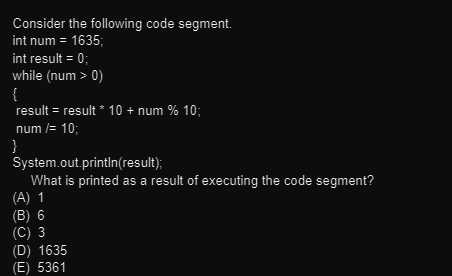 Consider the following code segment.
int num = 1635;
int result = 0;
while (num > 0)
{
result = result * 10 + num % 10;
num /= 10;
}
System.out.println(result);
What is printed as a result of executing the code segment?
(A) 1
(B) 6
(C) 3
(D) 1635
(E) 5361